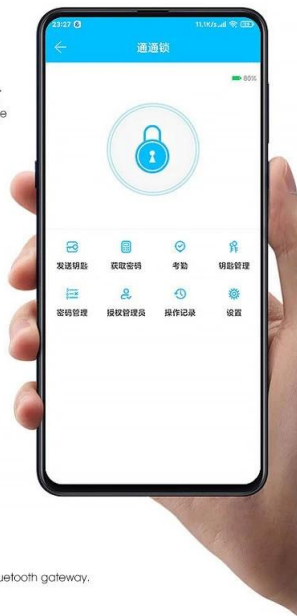 e
23:27
11.1K/s
通通锁
86%
发送钥匙 获取密码 考勤 钥匙管理
密码管理 授权管理员 操作记录 设置
uetooth gateway.